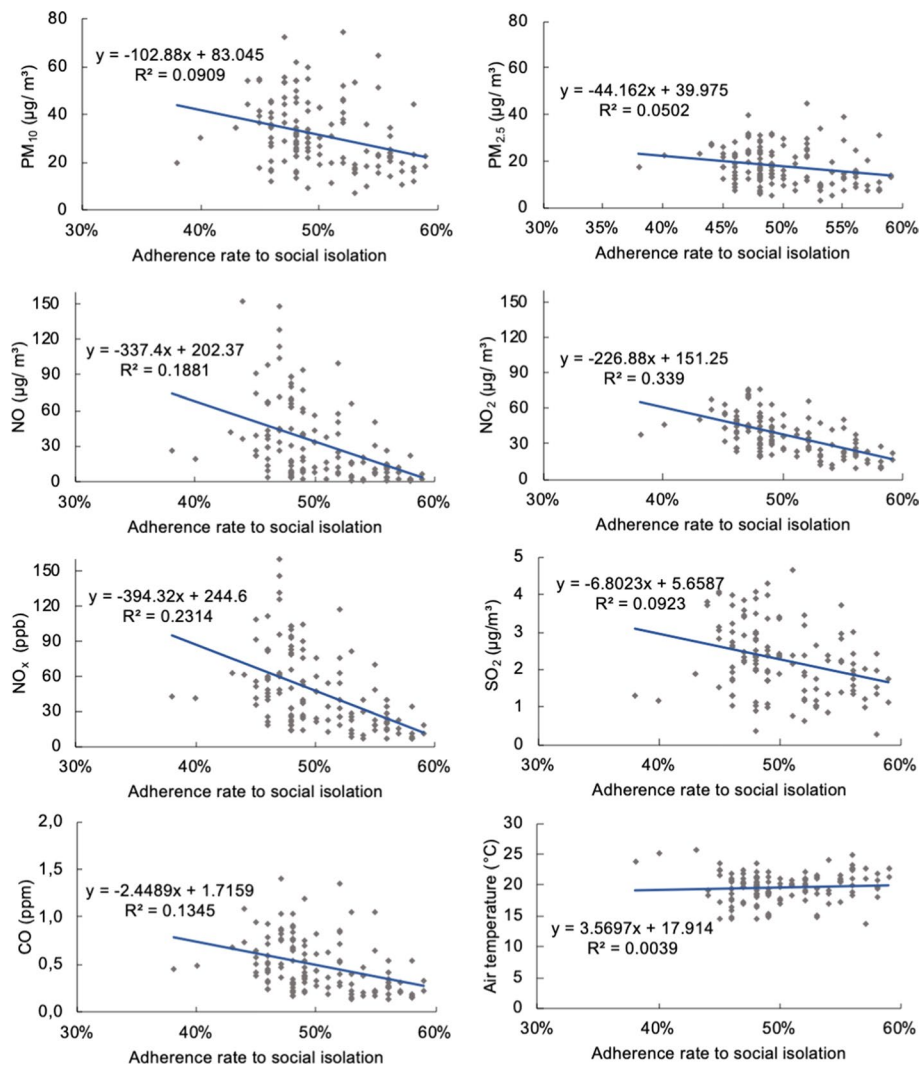 80
60
40
20
0
PM10 (µg/ m³)
y = -102.88x + 83.045
R² = 0.0909
30% 40% 50% 60%
Adherence rate to social isolation
80
60
40
20
0
PM2.5 (µg/ m³)
y = -44.162x + 39.975
R² = 0.0502
30% 35% 40% 45% 50% 55% 60%
Adherence rate to social isolation
150
120
90
60
30
0
NO (µg/ m³)
y = -337.4x + 202.37
R² = 0.1881
30% 40% 50% 60%
Adherence rate to social isolation
150
120
90
60
30
0
NO2 (µg/ m³)
y = -226.88x + 151.25
R² = 0.339
30% 40% 50% 60%
Adherence rate to social isolation
150
120
90
60
30
0
NOx (ppb)
y = -394.32x + 244.6
R² = 0.2314
30% 40% 50% 60%
Adherence rate to social isolation
5
4
3
2
1
0
SO2 (µg/m³)
y = -6.8023x + 5.6587
R² = 0.0923
30% 40% 50% 60%
Adherence rate to social isolation
2,0
1,5
1,0
0,5
0,0
CO (ppm)
y = -2.4489x + 1.7159
R² = 0.1345
30% 40% 50% 60%
Adherence rate to social isolation
30
25
20
15
10
5
0
Air temperature (°C)
y = 3.5697x + 17.914
R² = 0.0039
30% 40% 50% 60%
Adherence rate to social isolation